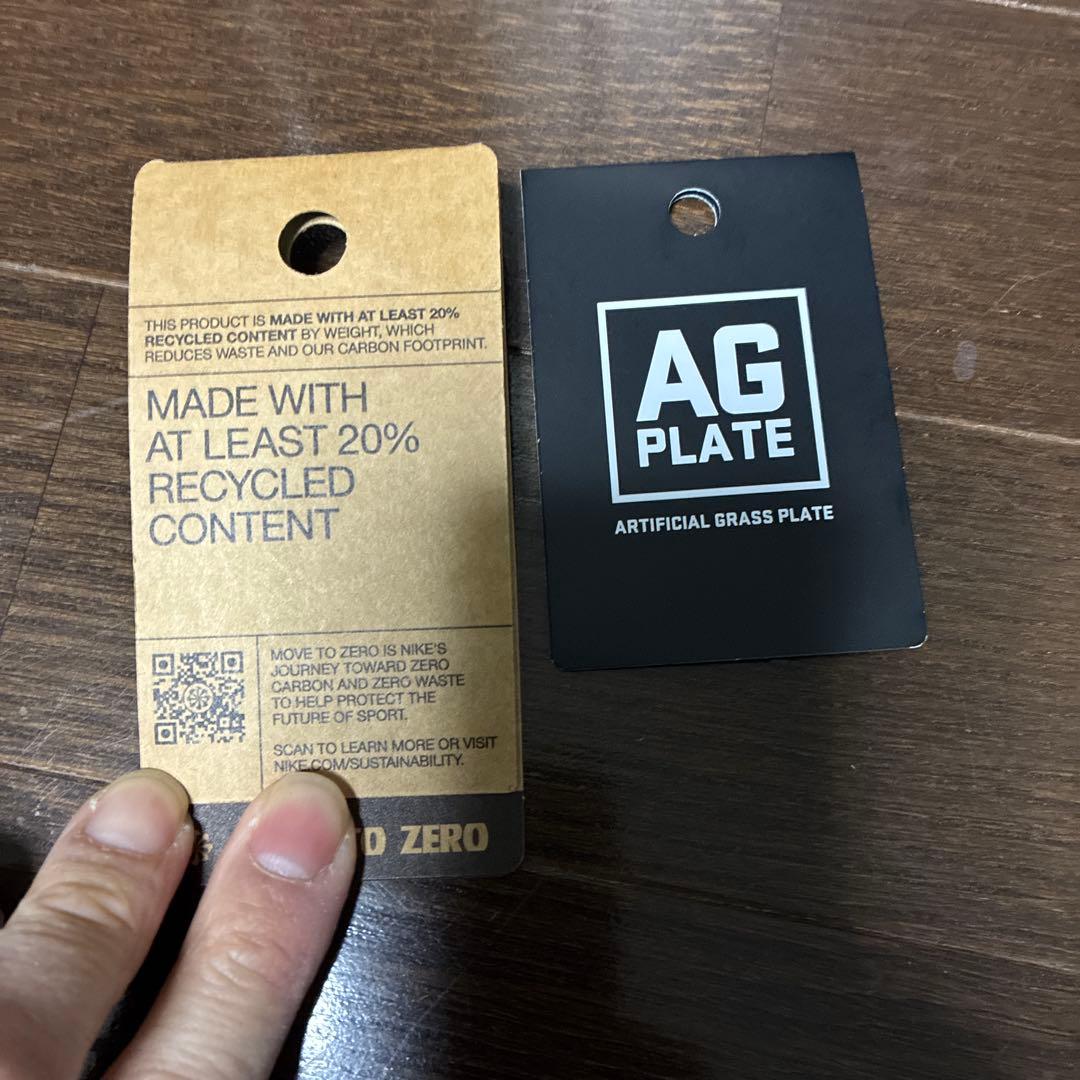 THIS PRODUCT IS MADE WITH AT LEAST 20%
RECYCLED CONTENT BY WEIGHT, WHICH
REDUCES WASTE AND OUR CARBON FOOTPRINT.
MADE WITH
AT LEAST 20%
RECYCLED
CONTENT
MOVE TO ZERO IS NIKE'S
JOURNEY TOWARD ZERO
CARBON AND ZERO WASTE
TO HELP PROTECT THE
FUTURE OF SPORT.
SCAN TO LEARN MORE OR VISIT
NIKE.COM/SUSTAINABILITY.
TO ZERO
AG
PLATE
ARTIFICIAL GRASS PLATE